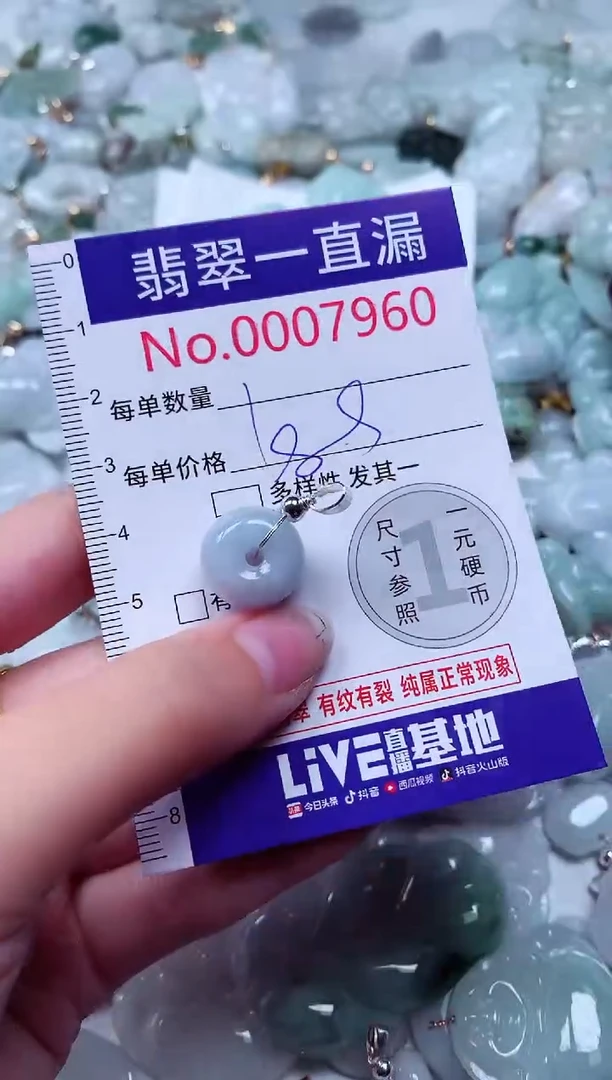 翡翠一直漏
No.0007960
每单数量
每单价格
多样性 发其一
有
尺寸参照
1
一元硬币
翠 有纹有裂 纯属正常现象
LiVE直播基地
今日头条 抖音 西瓜视频 抖音火山版
0
1
2
3
4
5
8